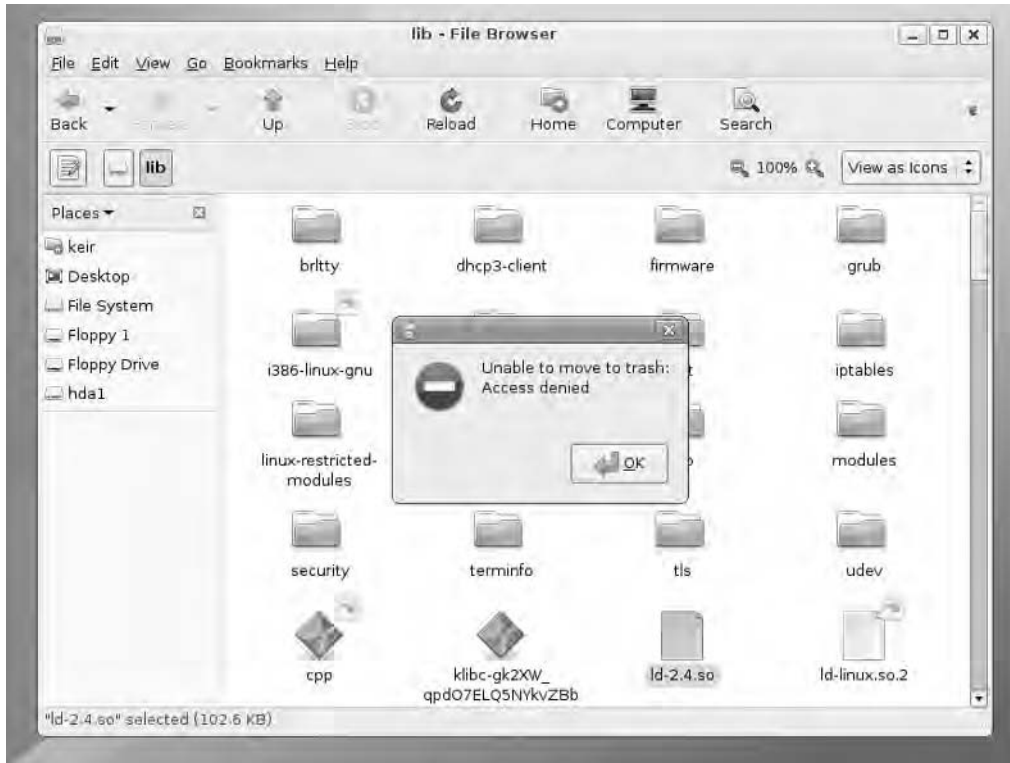 lib - File Browser
File Edit View Go Bookmarks Help
Back Forward Up Stop Reload Home Computer Search
lib 100% View as Icons
Places
keir
Desktop
File System
Floppy 1
Floppy Drive
hda1
brltty dhcp3-client firmware grub
i386-linux-gnu iptables
linux-restricted-
modules
modules
Unable to move to trash:
Access denied
OK
security terminfo tls udev
cpp klibc-gk2XW_
qpdO7ELQ5NYkvZBb
ld-2.4.so ld-linux.so.2
"ld-2.4.so" selected (102.6 KB)